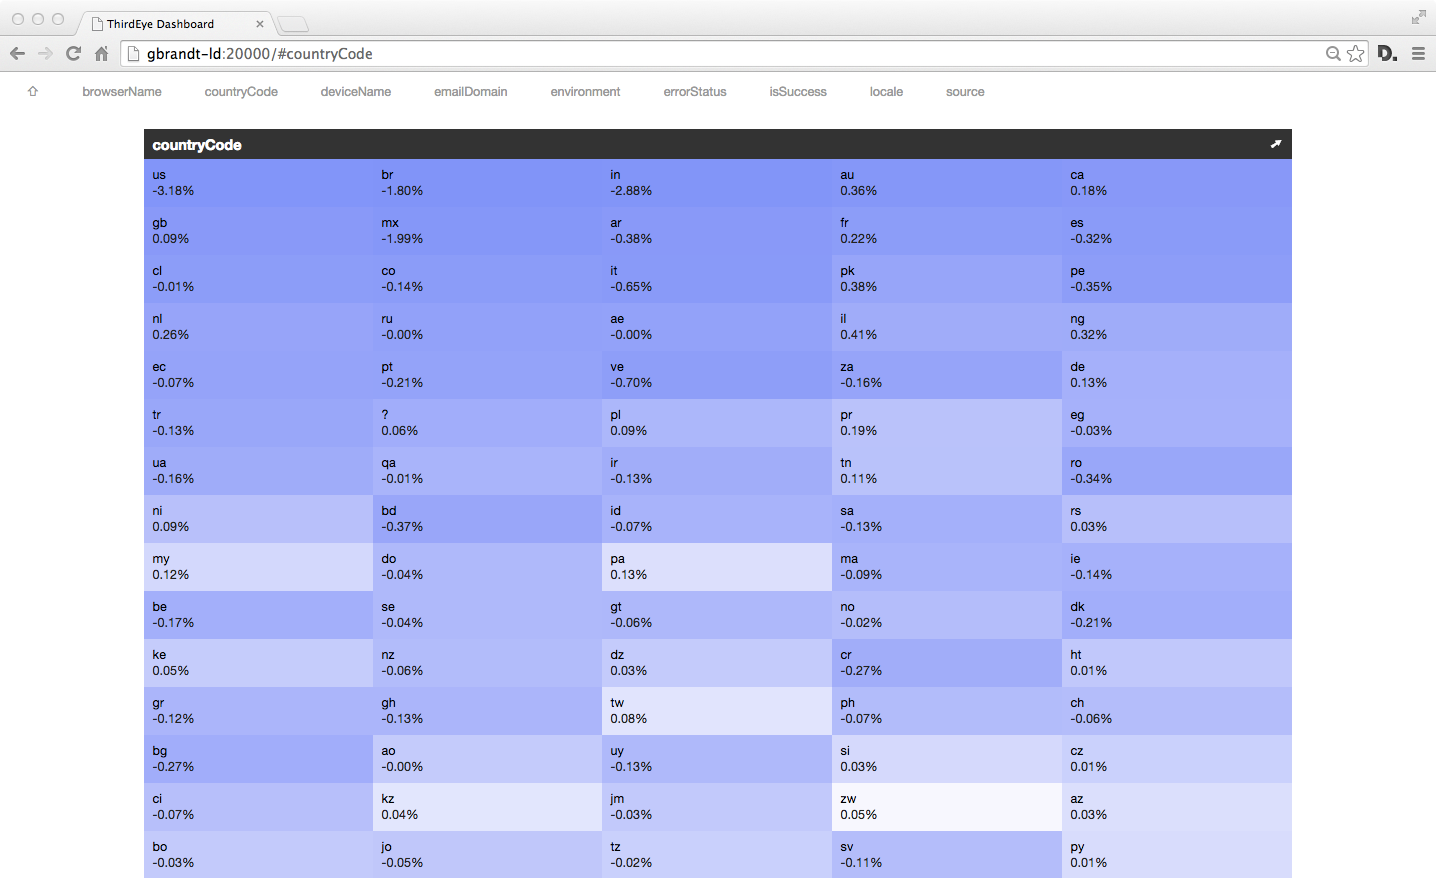 ThirdEye Dashboard
gbrandt-ld:20000/#countryCode
D.
browserName countryCode deviceName emailDomain environment errorStatus isSuccess locale source
countryCode
us br in au ca
-3.18% -1.80% -2.88% 0.36% 0.18%
gb mx ar fr es
0.09% -1.99% -0.38% 0.22% -0.32%
cl co it pk pe
-0.01% -0.14% -0.65% 0.38% -0.35%
nl ru ae il ng
0.26% -0.00% -0.00% 0.41% 0.32%
ec pt ve za de
-0.07% -0.21% -0.70% -0.16% 0.13%
tr ? pl pr eg
-0.13% 0.06% 0.09% 0.19% -0.03%
ua qa ir tn ro
-0.16% -0.01% -0.13% 0.11% -0.34%
ni bd id sa rs
0.09% -0.37% -0.07% -0.13% 0.03%
my do pa ma ie
0.12% -0.04% 0.13% -0.09% -0.14%
be se gt no dk
-0.17% -0.04% -0.06% -0.02% -0.21%
ke nz dz cr ht
0.05% -0.06% 0.03% -0.27% 0.01%
gr gh tw ph ch
-0.12% -0.13% 0.08% -0.07% -0.06%
bg ao uy si cz
-0.27% -0.00% -0.13% 0.03% 0.01%
ci kz jm zw az
-0.07% 0.04% -0.03% 0.05% 0.03%
bo jo tz sv py
-0.03% -0.05% -0.02% -0.11% 0.01%